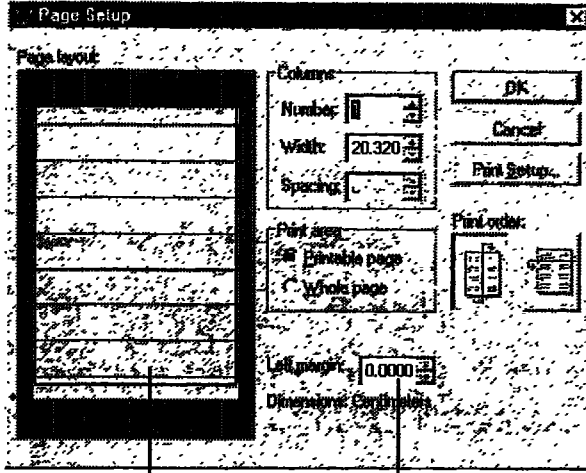 Page Setup
Page layout:
Columns
Number: 1
Width: 20.320
Spacing:
Print area
Printable page
Whole page
Left margin: 0.0000
Dimensions: Centimeters
OK
Cancel
Print Setup...
Print order: